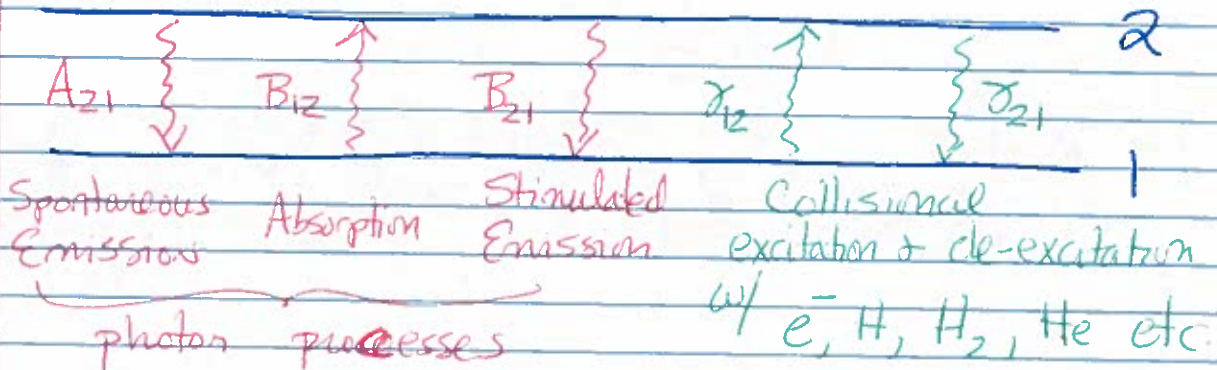 2
A₂₁ B₁₂ B₂₁ γ₁₂ γ₂₁
1
Spontaneous Absorption Stimulated Collisional
Emission Emission excitation + de-excitation
photon processes w/ e⁻, H, H₂, He etc.